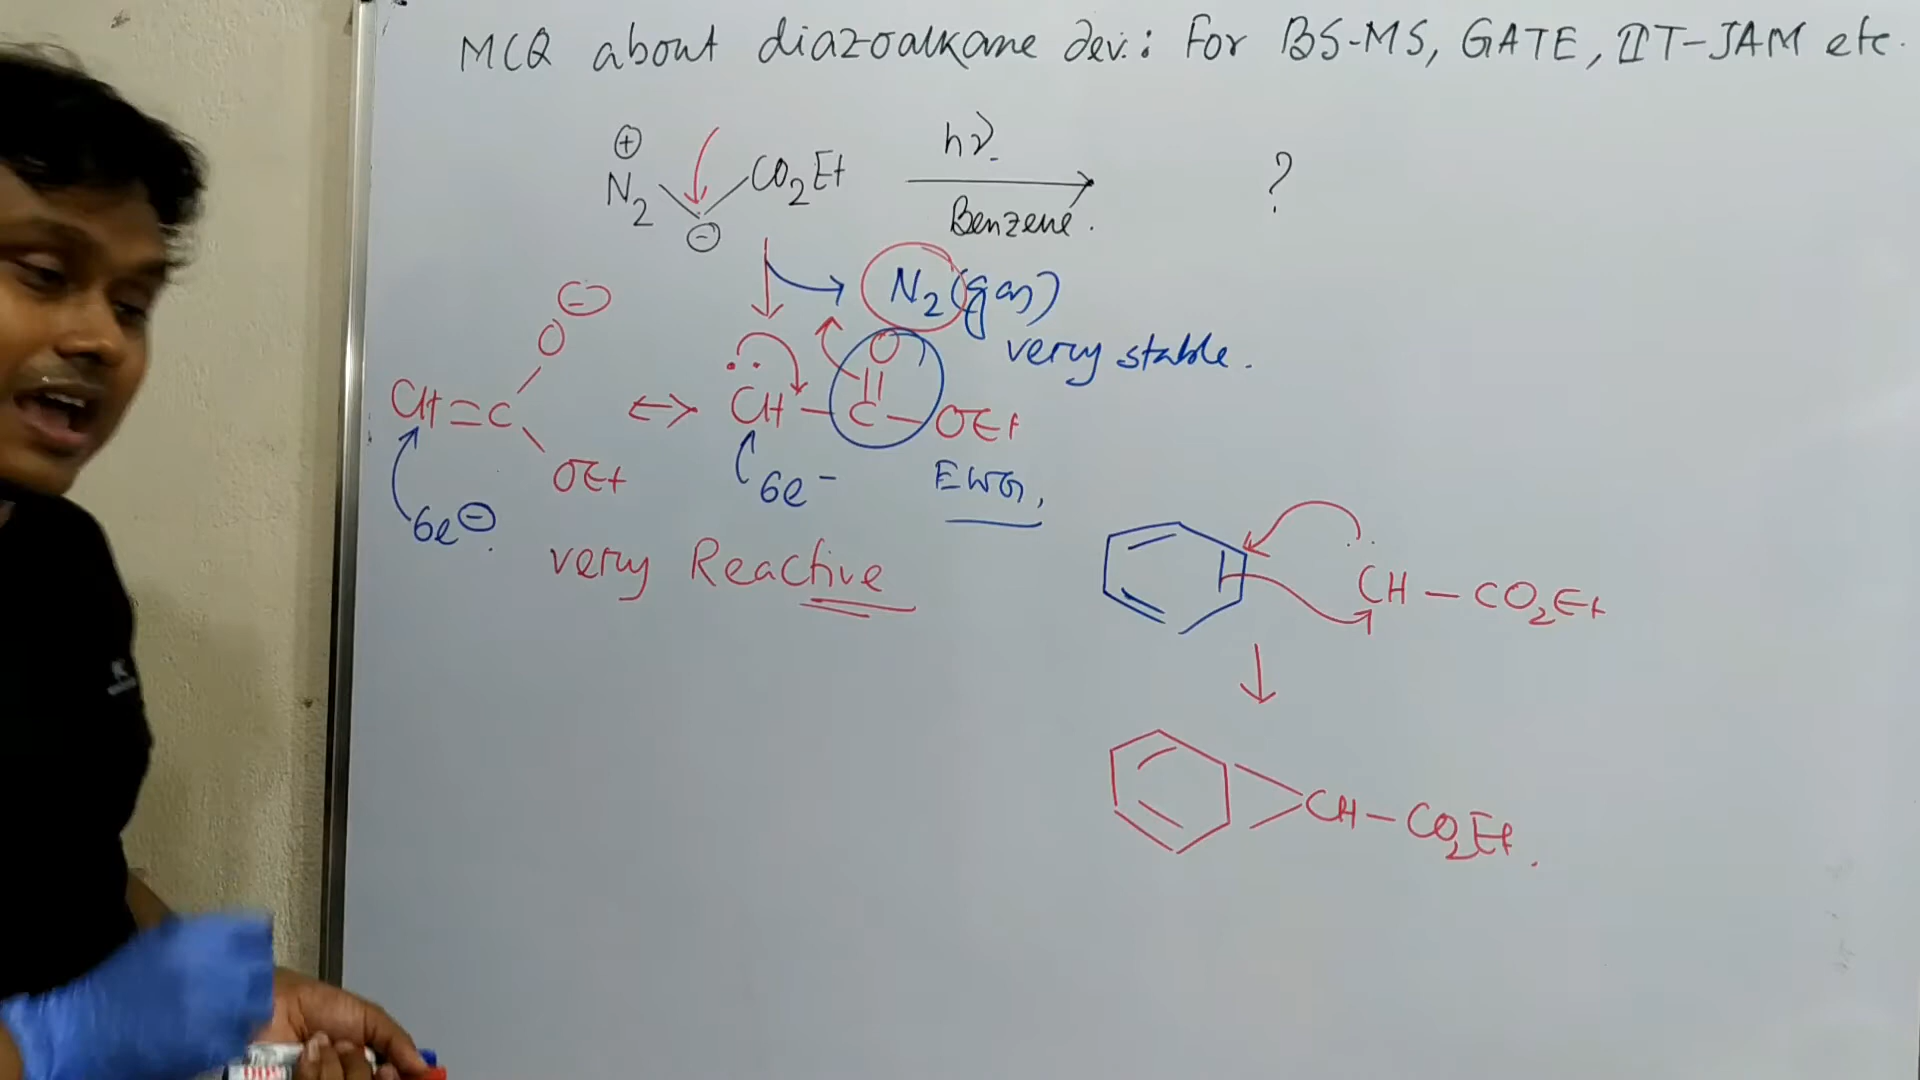 MCQ about diazoalkane dev.: For BS-MS, GATE, IIT-JAM etc.
⊕
N2 CO2Et hν ?
⊖ Benzene.
N2 (gas)
very stable.
⊖
O O
CH=C ↔ :CH-C-OEt
OEt 6e- EWG,
6e⊖.
very Reactive
CH-CO2Et
CH-CO2Et.